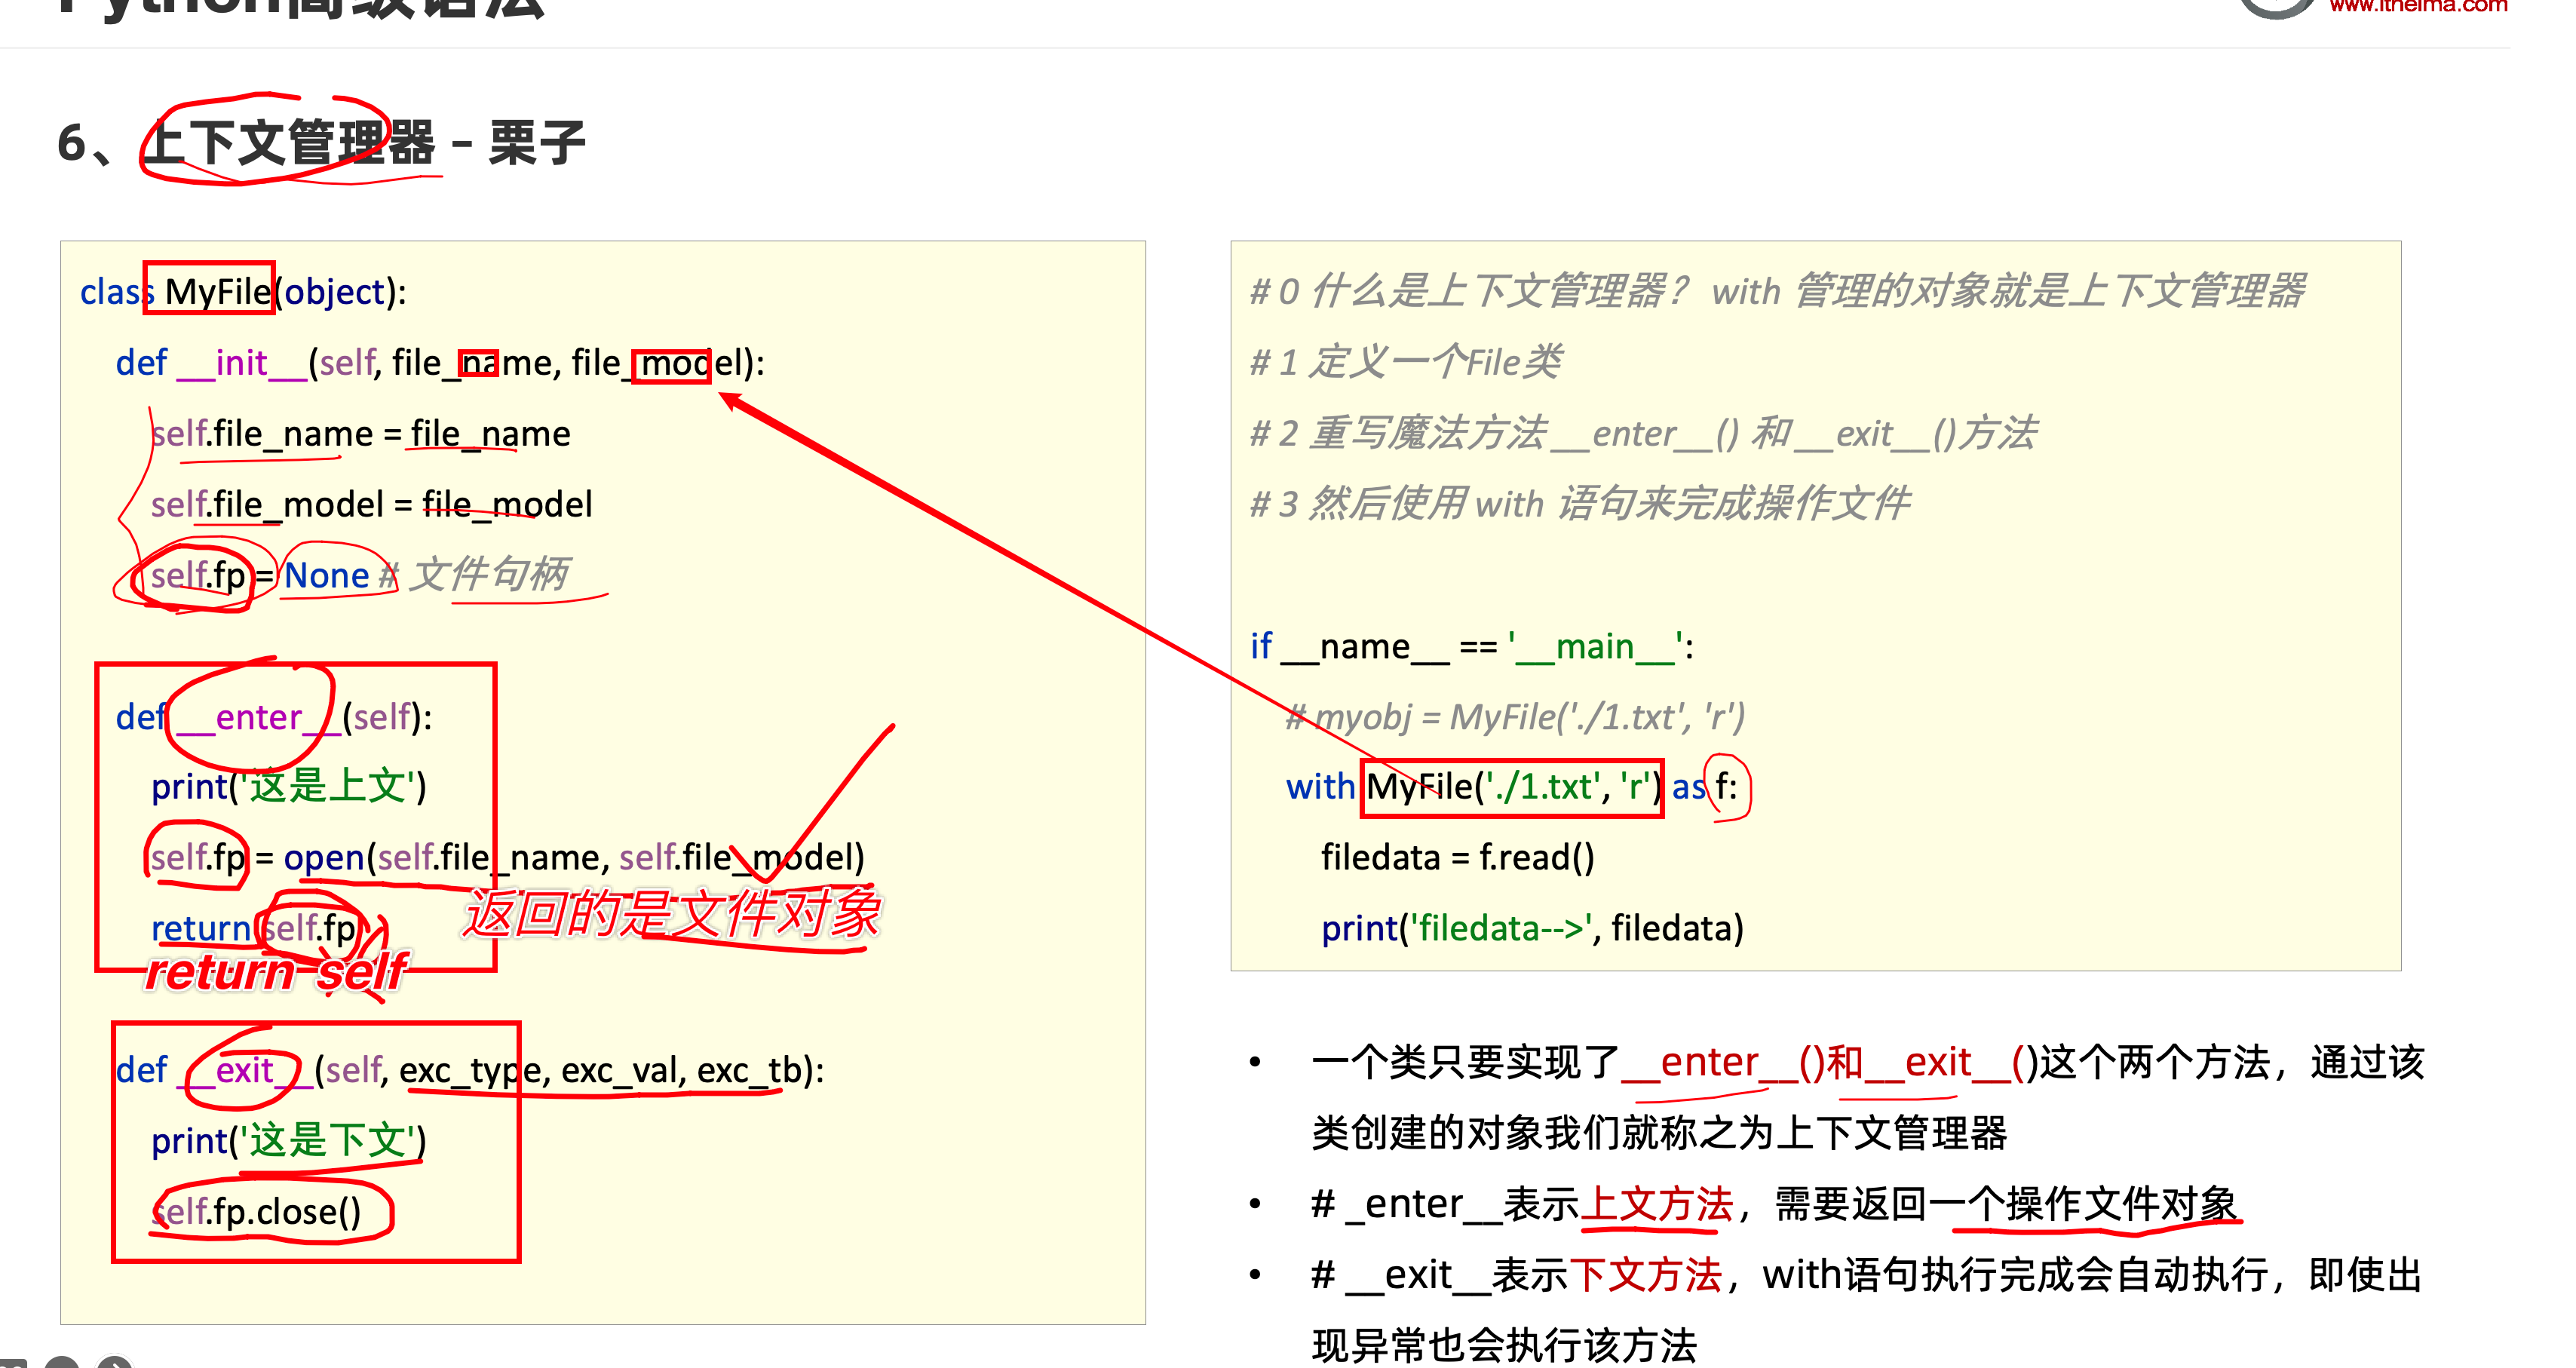 Python高级语法
www.itheima.com
6、上下文管理器 – 栗子
class MyFile(object):
def __init__(self, file_name, file_model):
self.file_name = file_name
self.file_model = file_model
self.fp = None # 文件句柄
def __enter__(self):
print('这是上文')
self.fp = open(self.file_name, self.file_model)
return self.fp
返回的是文件对象
return self
def __exit__(self, exc_type, exc_val, exc_tb):
print('这是下文')
self.fp.close()
# 0 什么是上下文管理器？ with 管理的对象就是上下文管理器
# 1 定义一个File类
# 2 重写魔法方法 __enter__() 和 __exit__()方法
# 3 然后使用 with 语句来完成操作文件
if __name__ == '__main__':
# myobj = MyFile('./1.txt', 'r')
with MyFile('./1.txt', 'r') as f:
filedata = f.read()
print('filedata-->', filedata)
• 一个类只要实现了__enter__()和__exit__()这个两个方法，通过该
类创建的对象我们就称之为上下文管理器
• # _enter__表示上文方法，需要返回一个操作文件对象
• # __exit__表示下文方法，with语句执行完成会自动执行，即使出
现异常也会执行该方法